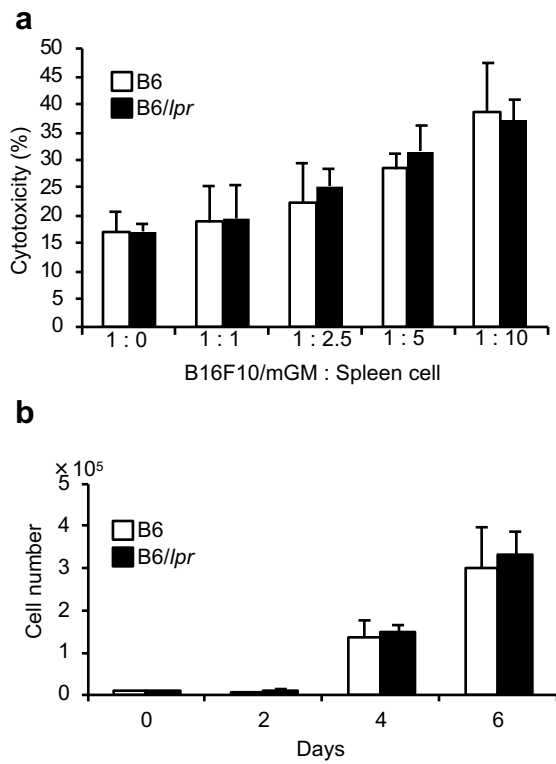 a
50
45
40
35
30
25
20
15
10
5
0
Cytotoxicity (%)
B6
B6/lpr
1 : 0 1 : 1 1 : 2.5 1 : 5 1 : 10
B16F10/mGM : Spleen cell
b
×10⁵
5
4
3
2
1
0
Cell number
B6
B6/lpr
0 2 4 6
Days